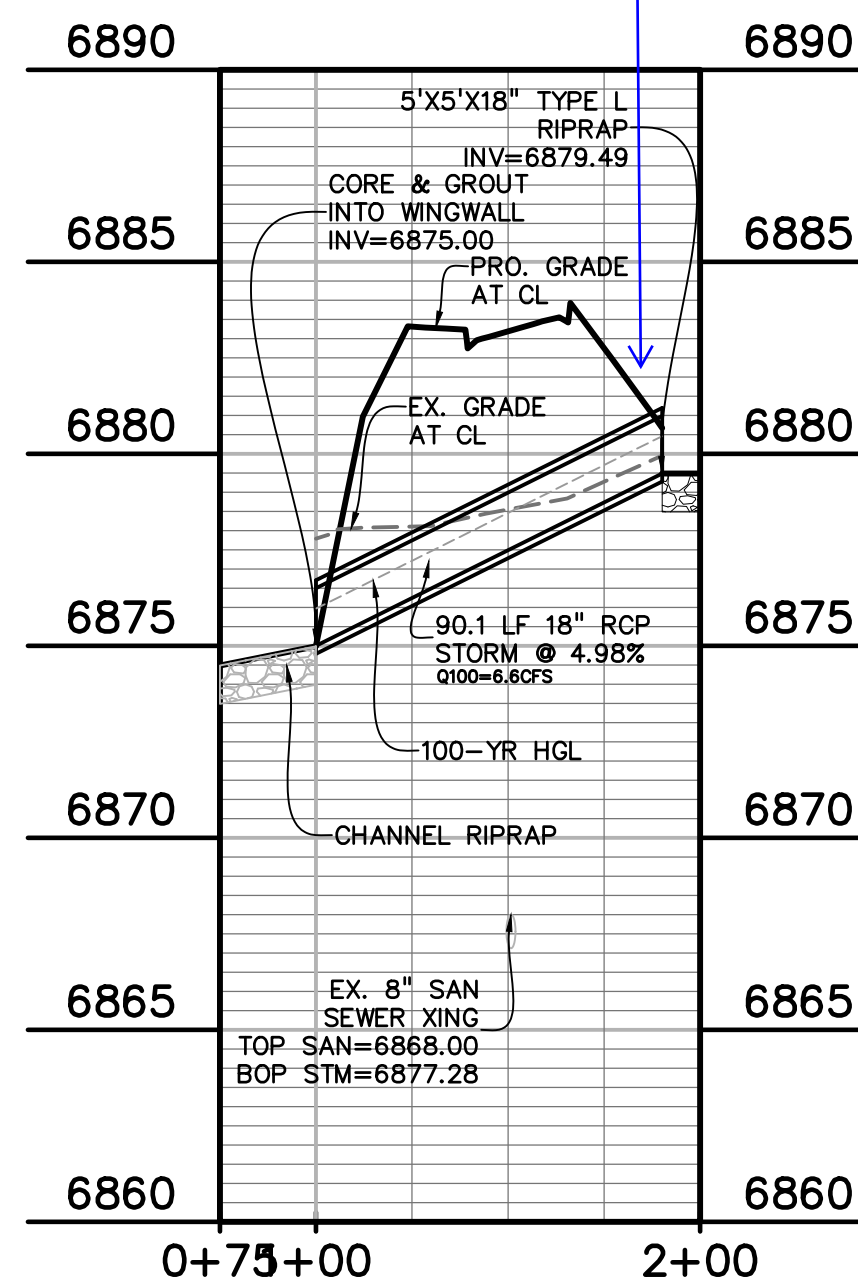 6890
6890
5'X5'X18" TYPE L
RIPRAP
INV=6879.49
CORE & GROUT
INTO WINGWALL
INV=6875.00
6885
6885
PRO. GRADE
AT CL
EX. GRADE
AT CL
6880
6880
6875
6875
90.1 LF 18" RCP
STORM @ 4.98%
Q100=6.6CFS
100-YR HGL
6870
6870
CHANNEL RIPRAP
EX. 8" SAN
SEWER XING
TOP SAN=6868.00
BOP STM=6877.28
6865
6865
6860
6860
0+75
1+00
2+00